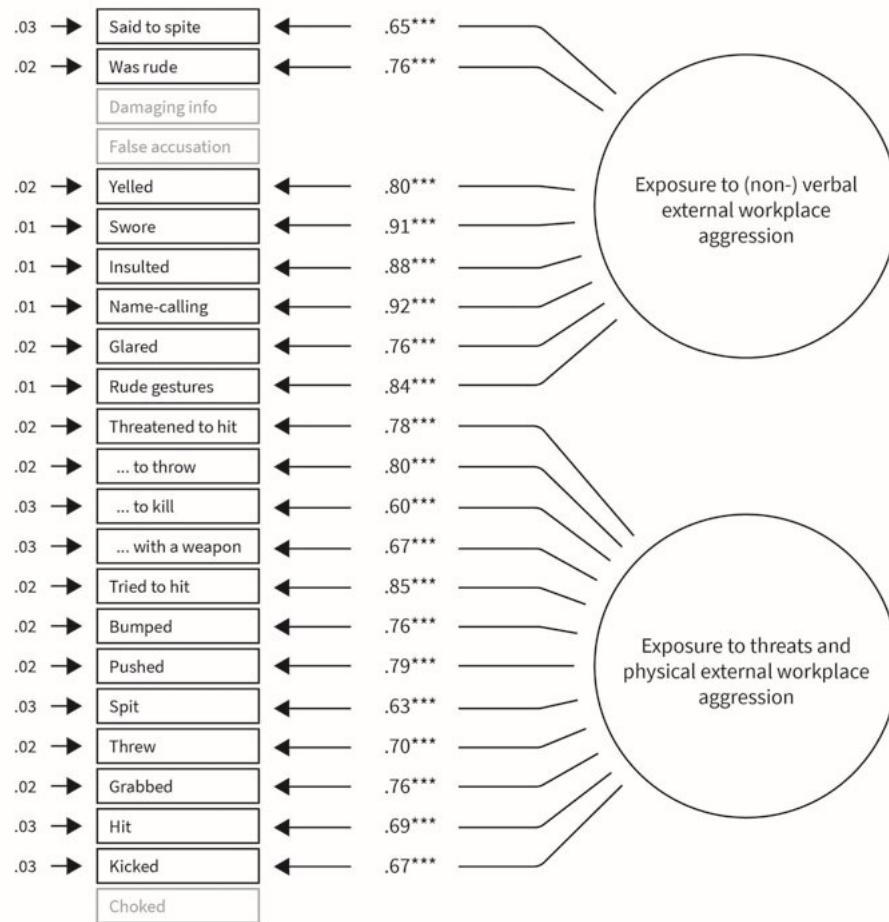 .03 Said to spite .65***
.02 Was rude .76***
Damaging info
False accusation
.02 Yelled .80***
.01 Swore .91***
.01 Insulted .88***
.01 Name-calling .92***
.02 Glared .76***
.01 Rude gestures .84***
Exposure to (non-) verbal
external workplace
aggression
.02 Threatened to hit .78***
.02 ... to throw .80***
.03 ... to kill .60***
.03 ... with a weapon .67***
.02 Tried to hit .85***
.02 Bumped .76***
.02 Pushed .79***
.03 Spit .63***
.02 Threw .70***
.02 Grabbed .76***
.03 Hit .69***
.03 Kicked .67***
Choked
Exposure to threats and
physical external workplace
aggression